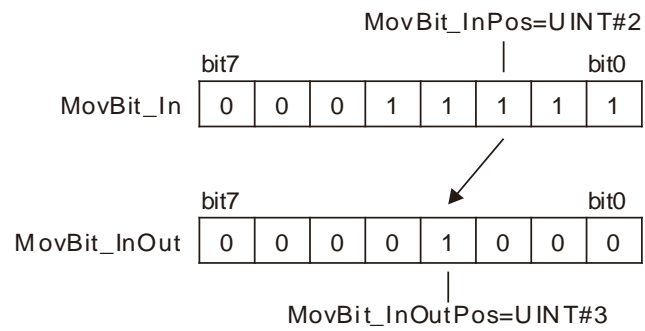 MovBit_InPos=UINT#2
bit7 bit0
MovBit_In 0 0 0 1 1 1 1 1
bit7 bit0
MovBit_InOut 0 0 0 0 1 0 0 0
MovBit_InOutPos=UINT#3